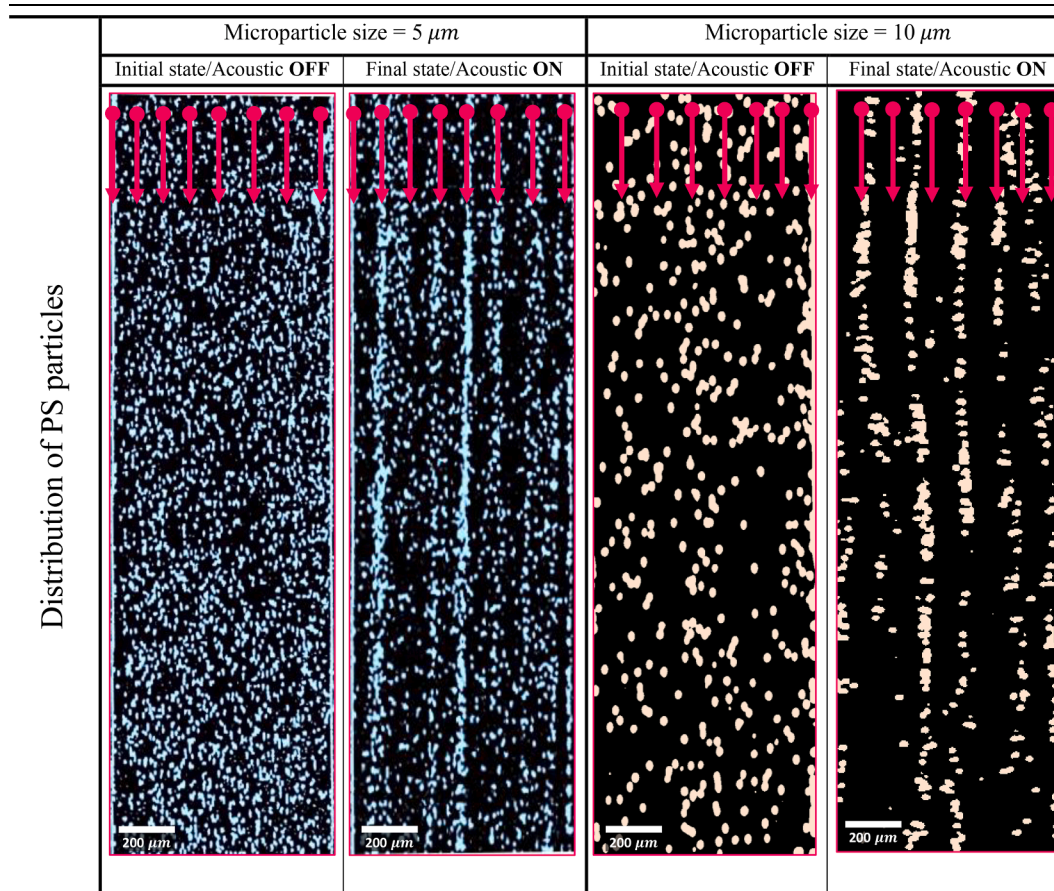 Microparticle size = 5 μm
Microparticle size = 10 μm
Initial state/Acoustic OFF
Final state/Acoustic ON
Initial state/Acoustic OFF
Final state/Acoustic ON
Distribution of PS particles
200 μm
200 μm
200 μm
200 μm